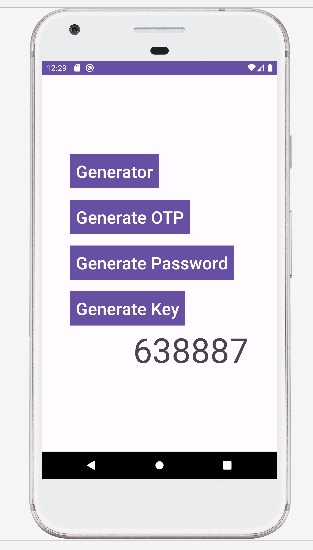 12:29
Generator
Generate OTP
Generate Password
Generate Key
638887